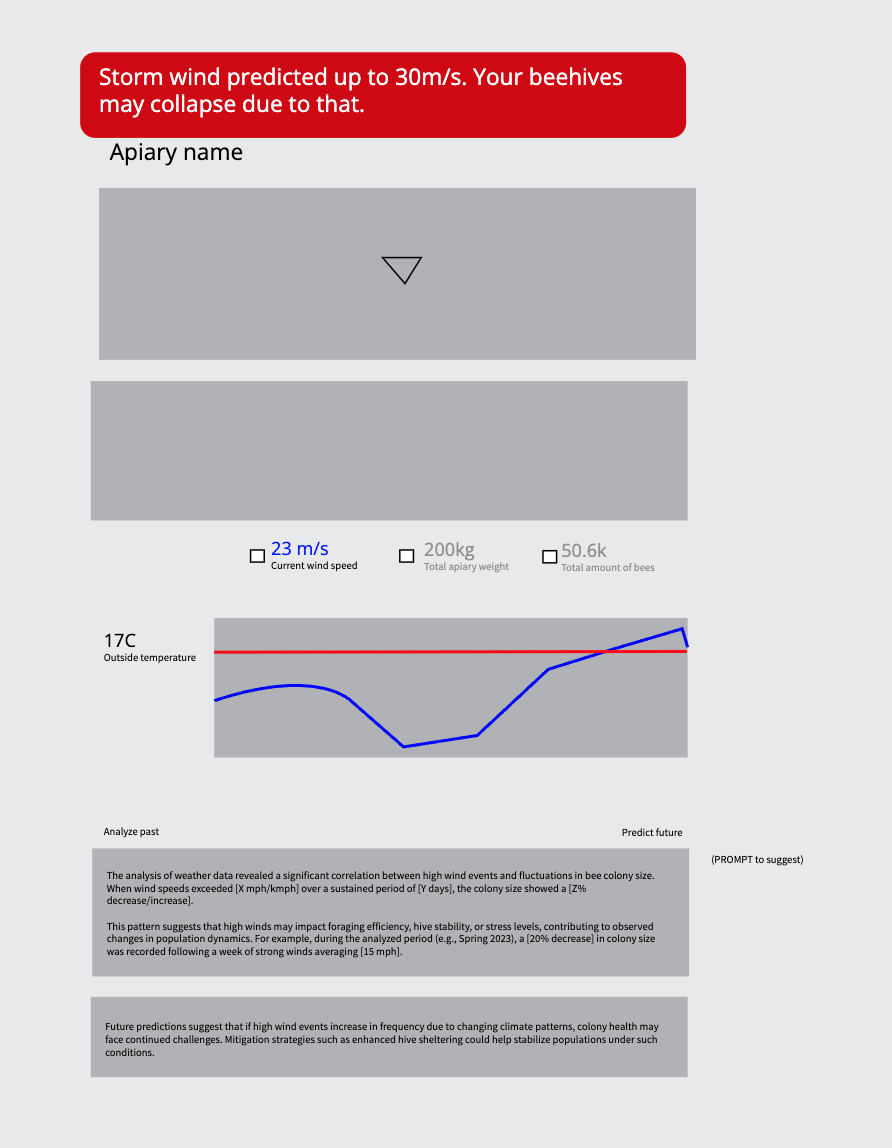 Storm wind predicted up to 30m/s. Your beehives
may collapse due to that.
Apiary name
23 m/s
Current wind speed
200kg
Total apiary weight
50.6k
Total amount of bees
17C
Outside temperature
Analyze past
Predict future
(PROMPT to suggest)
The analysis of weather data revealed a significant correlation between high wind events and fluctuations in bee colony size.
When wind speeds exceeded [X mph/kmph] over a sustained period of [Y days], the colony size showed a [Z%
decrease/increase].
This pattern suggests that high winds may impact foraging efficiency, hive stability, or stress levels, contributing to observed
changes in population dynamics. For example, during the analyzed period (e.g., Spring 2023), a [20% decrease] in colony size
was recorded following a week of strong winds averaging [15 mph].
Future predictions suggest that if high wind events increase in frequency due to changing climate patterns, colony health may
face continued challenges. Mitigation strategies such as enhanced hive sheltering could help stabilize populations under such
conditions.